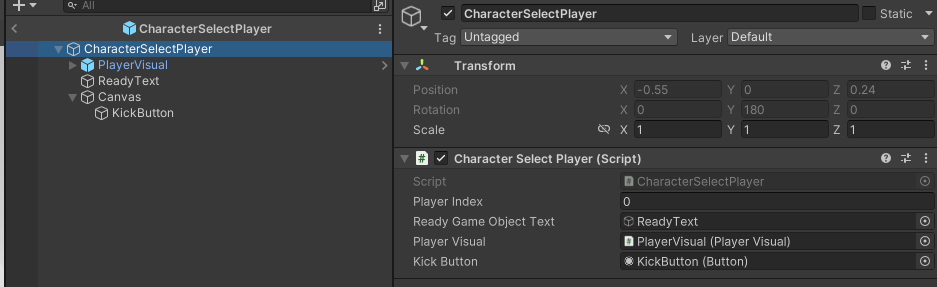 All
CharacterSelectPlayer
CharacterSelectPlayer
PlayerVisual
ReadyText
Canvas
KickButton
CharacterSelectPlayer Static
Tag Untagged Layer Default
Transform
Position X -0.55 Y 0 Z 0.24
Rotation X 0 Y 180 Z 0
Scale X 1 Y 1 Z 1
# Character Select Player (Script)
Script # CharacterSelectPlayer
Player Index 0
Ready Game Object Text ReadyText
Player Visual # PlayerVisual (Player Visual)
Kick Button KickButton (Button)